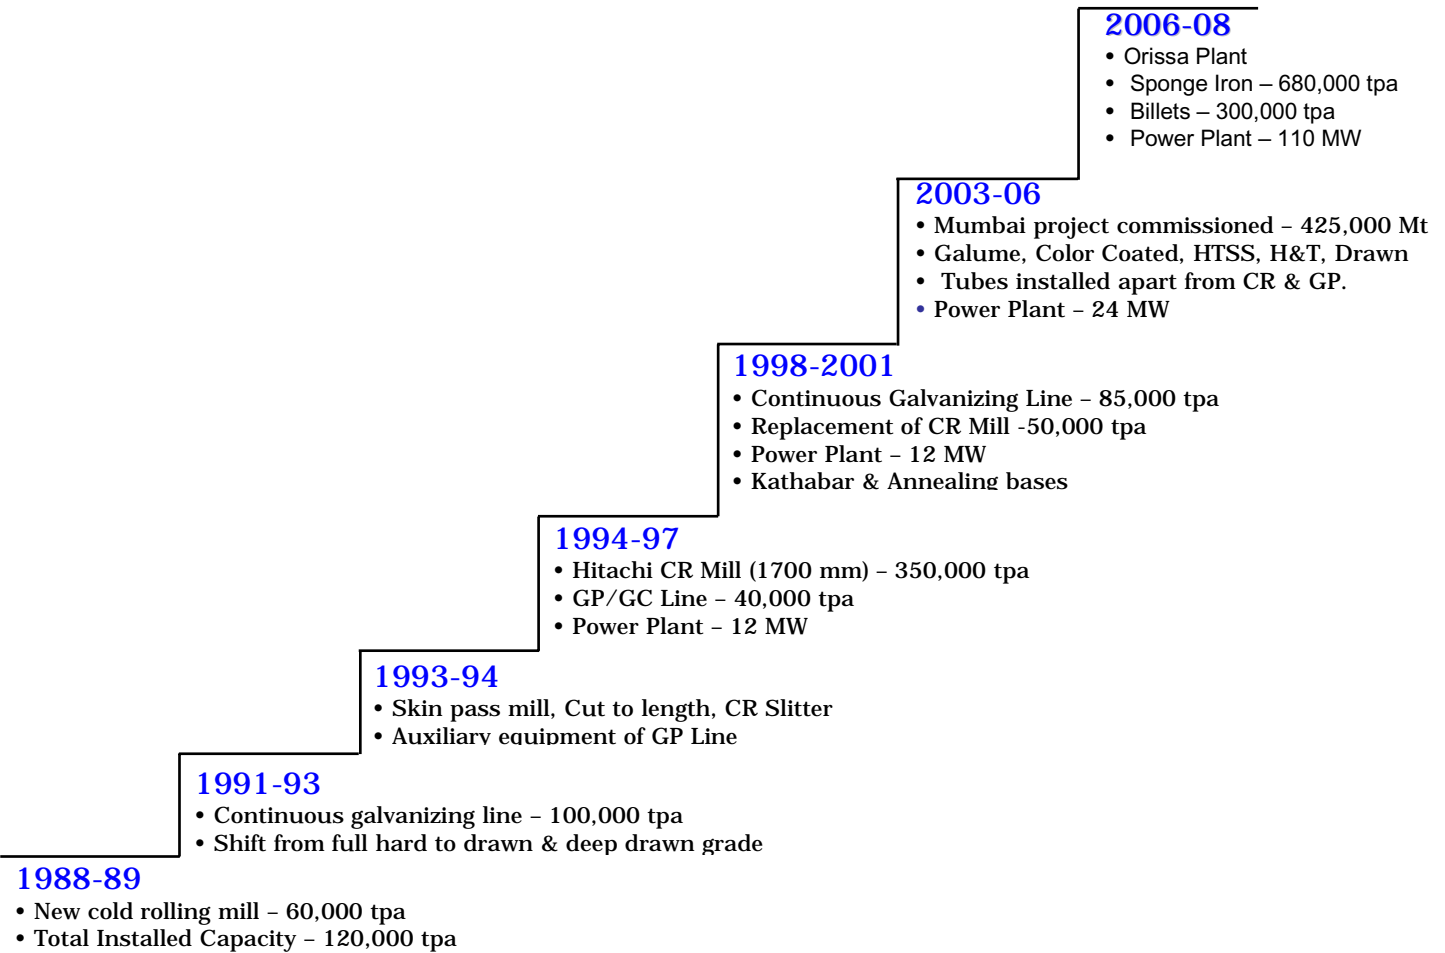 2006-08
• Orissa Plant
• Sponge Iron – 680,000 tpa
• Billets – 300,000 tpa
• Power Plant – 110 MW
2003-06
• Mumbai project commissioned – 425,000 Mt
• Galume, Color Coated, HTSS, H&T, Drawn
• Tubes installed apart from CR & GP.
• Power Plant – 24 MW
1998-2001
• Continuous Galvanizing Line – 85,000 tpa
• Replacement of CR Mill -50,000 tpa
• Power Plant – 12 MW
• Kathabar & Annealing bases
1994-97
• Hitachi CR Mill (1700 mm) – 350,000 tpa
• GP/GC Line – 40,000 tpa
• Power Plant – 12 MW
1993-94
• Skin pass mill, Cut to length, CR Slitter
• Auxiliary equipment of GP Line
1991-93
• Continuous galvanizing line – 100,000 tpa
• Shift from full hard to drawn & deep drawn grade
1988-89
• New cold rolling mill – 60,000 tpa
• Total Installed Capacity – 120,000 tpa